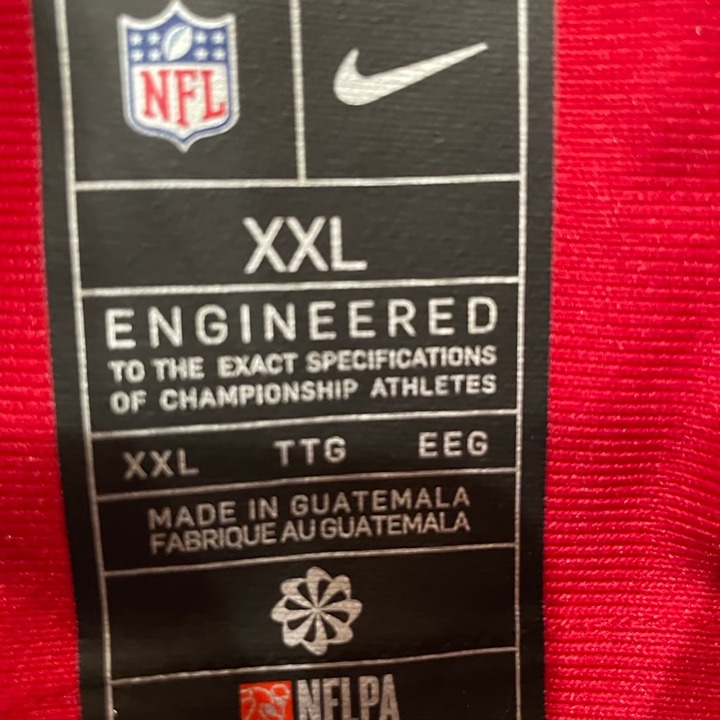 NFL
XXL
ENGINEERED
TO THE EXACT SPECIFICATIONS
OF CHAMPIONSHIP ATHLETES
XXL TTG EEG
MADE IN GUATEMALA
FABRIQUE AU GUATEMALA
NFLPA